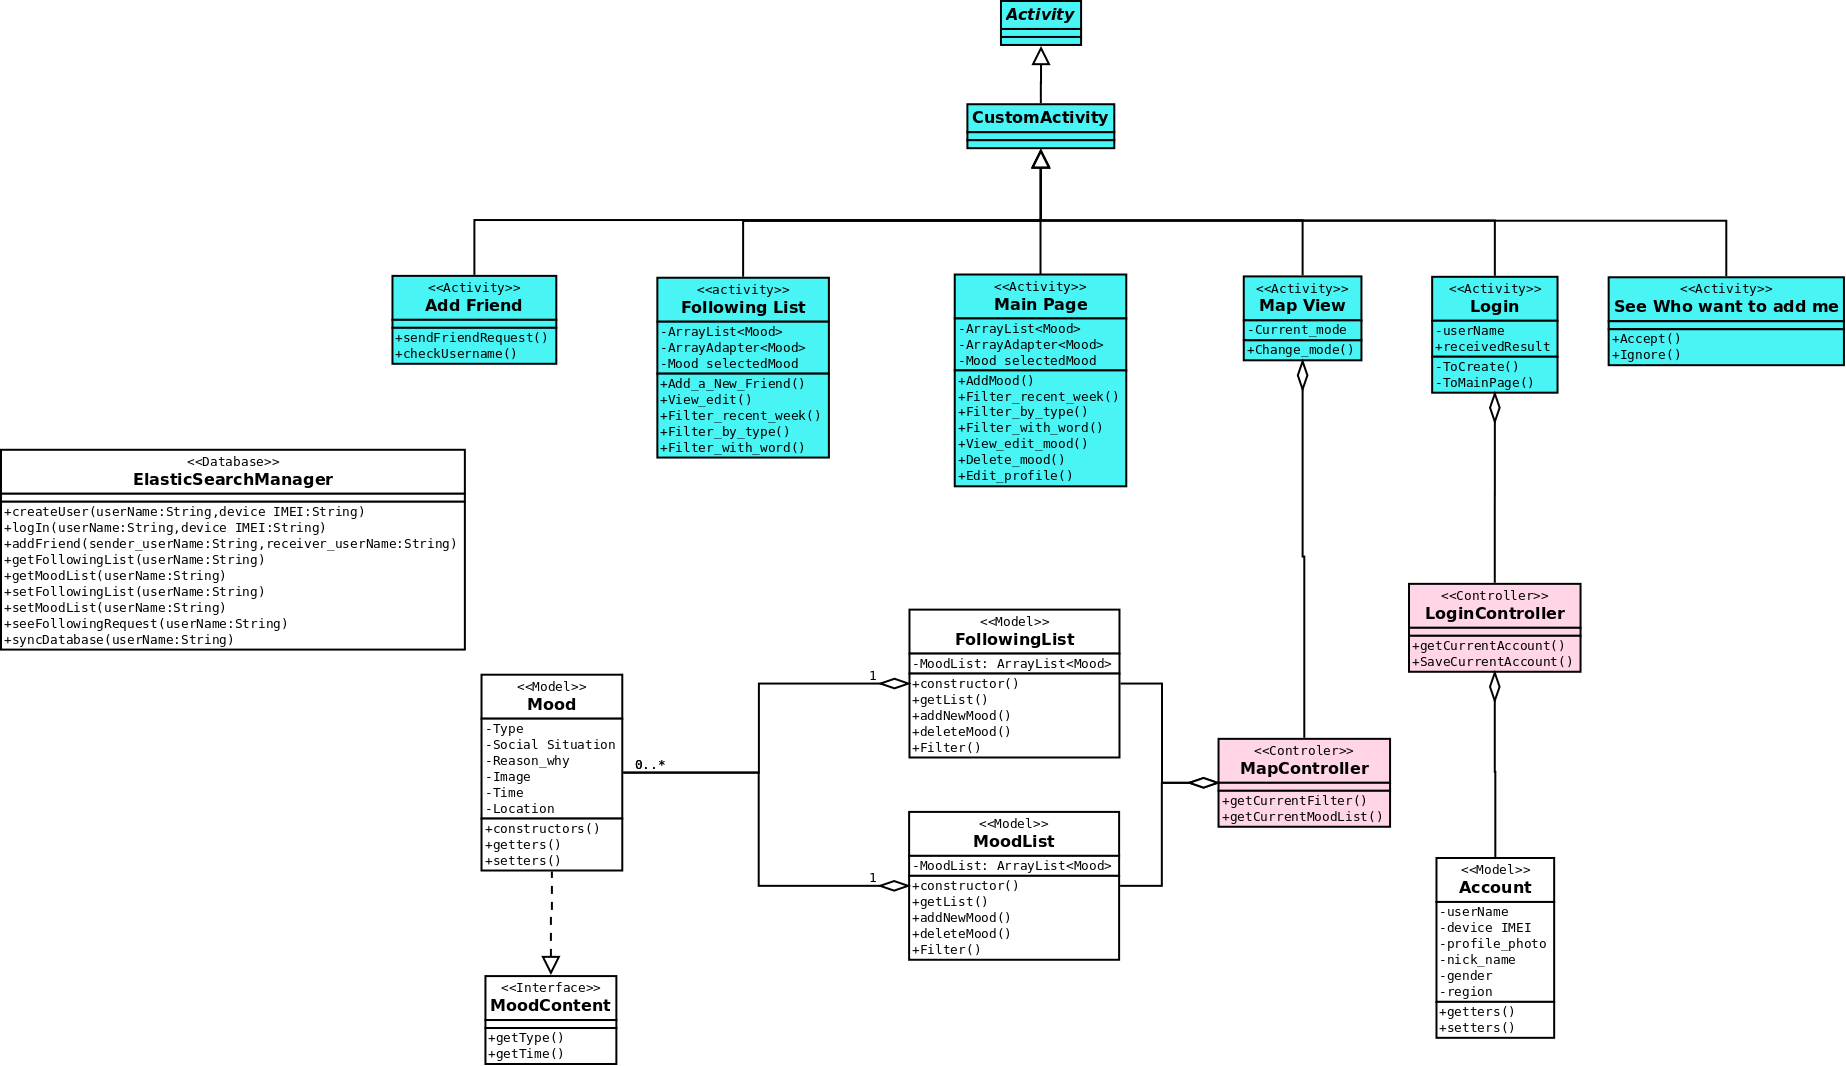 Activity
CustomActivity
<<Activity>>
Add Friend
+sendFriendRequest()
+checkUsername()
<<activity>>
Following List
-ArrayList<Mood>
-ArrayAdapter<Mood>
-Mood selectedMood
+Add_a_New_Friend()
+View_edit()
+Filter_recent_week()
+Filter_by_type()
+Filter_with_word()
<<Activity>>
Main Page
-ArrayList<Mood>
-ArrayAdapter<Mood>
-Mood selectedMood
+AddMood()
+Filter_recent_week()
+Filter_by_type()
+Filter_with_word()
+View_edit_mood()
+Delete_mood()
+Edit_profile()
<<Activity>>
Map View
-Current_mode
+Change_mode()
<<Activity>>
Login
-userName
+receivedResult
-ToCreate()
-ToMainPage()
<<Activity>>
See Who want to add me
+Accept()
+Ignore()
<<Database>>
ElasticSearchManager
+createUser(userName:String,device IMEI:String)
+logIn(userName:String,device IMEI:String)
+addFriend(sender_userName:String,receiver_userName:String)
+getFollowingList(userName:String)
+getMoodList(userName:String)
+setFollowingList(userName:String)
+setMoodList(userName:String)
+seeFollowingRequest(userName:String)
+syncDatabase(userName:String)
<<Model>>
Mood
-Type
-Social Situation
-Reason_why
-Image
-Time
-Location
+constructors()
+getters()
+setters()
0..*
1
1
<<Model>>
FollowingList
-MoodList: ArrayList<Mood>
+constructor()
+getList()
+addNewMood()
+deleteMood()
+Filter()
<<Model>>
MoodList
-MoodList: ArrayList<Mood>
+constructor()
+getList()
+addNewMood()
+deleteMood()
+Filter()
<<Controler>>
MapController
+getCurrentFilter()
+getCurrentMoodList()
<<Controller>>
LoginController
+getCurrentAccount()
+SaveCurrentAccount()
<<Model>>
Account
-userName
-device IMEI
-profile_photo
-nick_name
-gender
-region
+getters()
+setters()
<<Interface>>
MoodContent
+getType()
+getTime()